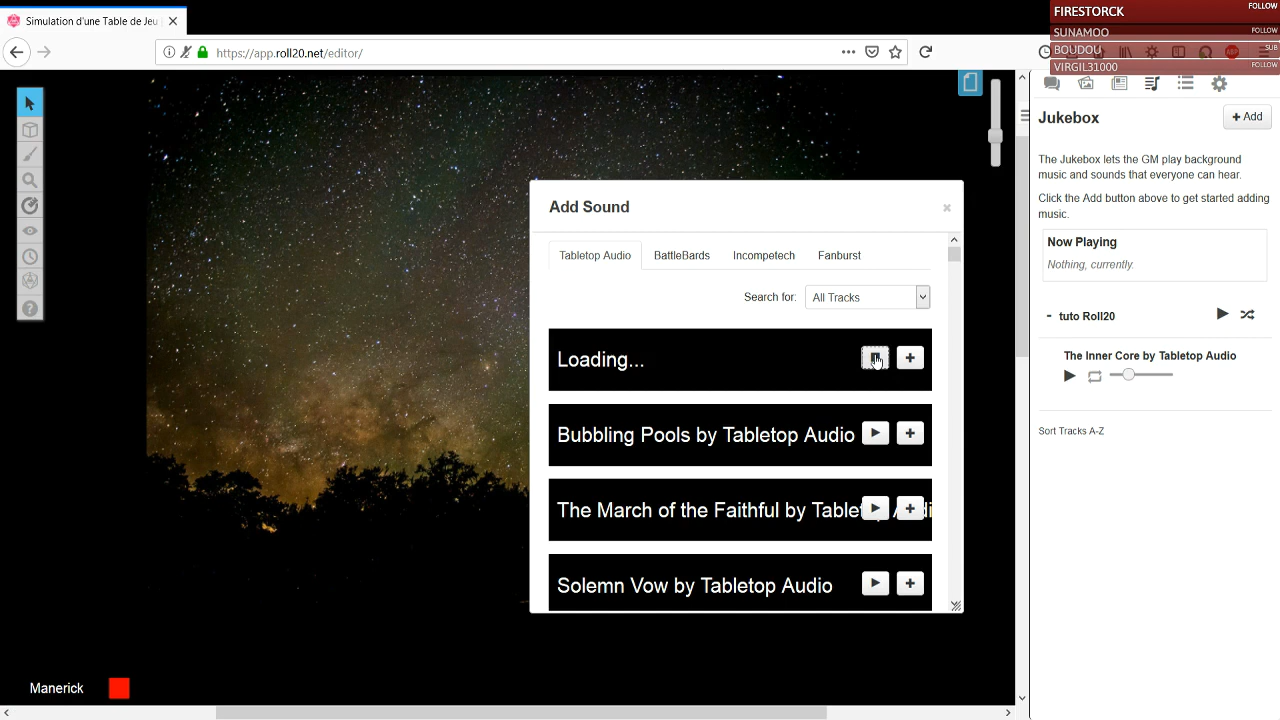 Simulation d'une Table de Jeu
https://app.roll20.net/editor/
FIRESTORCK
FOLLOW
SUNAMOO
FOLLOW
BOUDOU_
SUB
VIRGIL31000
FOLLOW
Jukebox
+ Add
The Jukebox lets the GM play background
music and sounds that everyone can hear.
Click the Add button above to get started adding
music.
Now Playing
Nothing, currently.
- tuto Roll20
The Inner Core by Tabletop Audio
Sort Tracks A-Z
Add Sound
×
Tabletop Audio
BattleBards
Incompetech
Fanburst
Search for:
All Tracks
Loading...
Bubbling Pools by Tabletop Audio
The March of the Faithful by Tabletop Audi
Solemn Vow by Tabletop Audio
Manerick